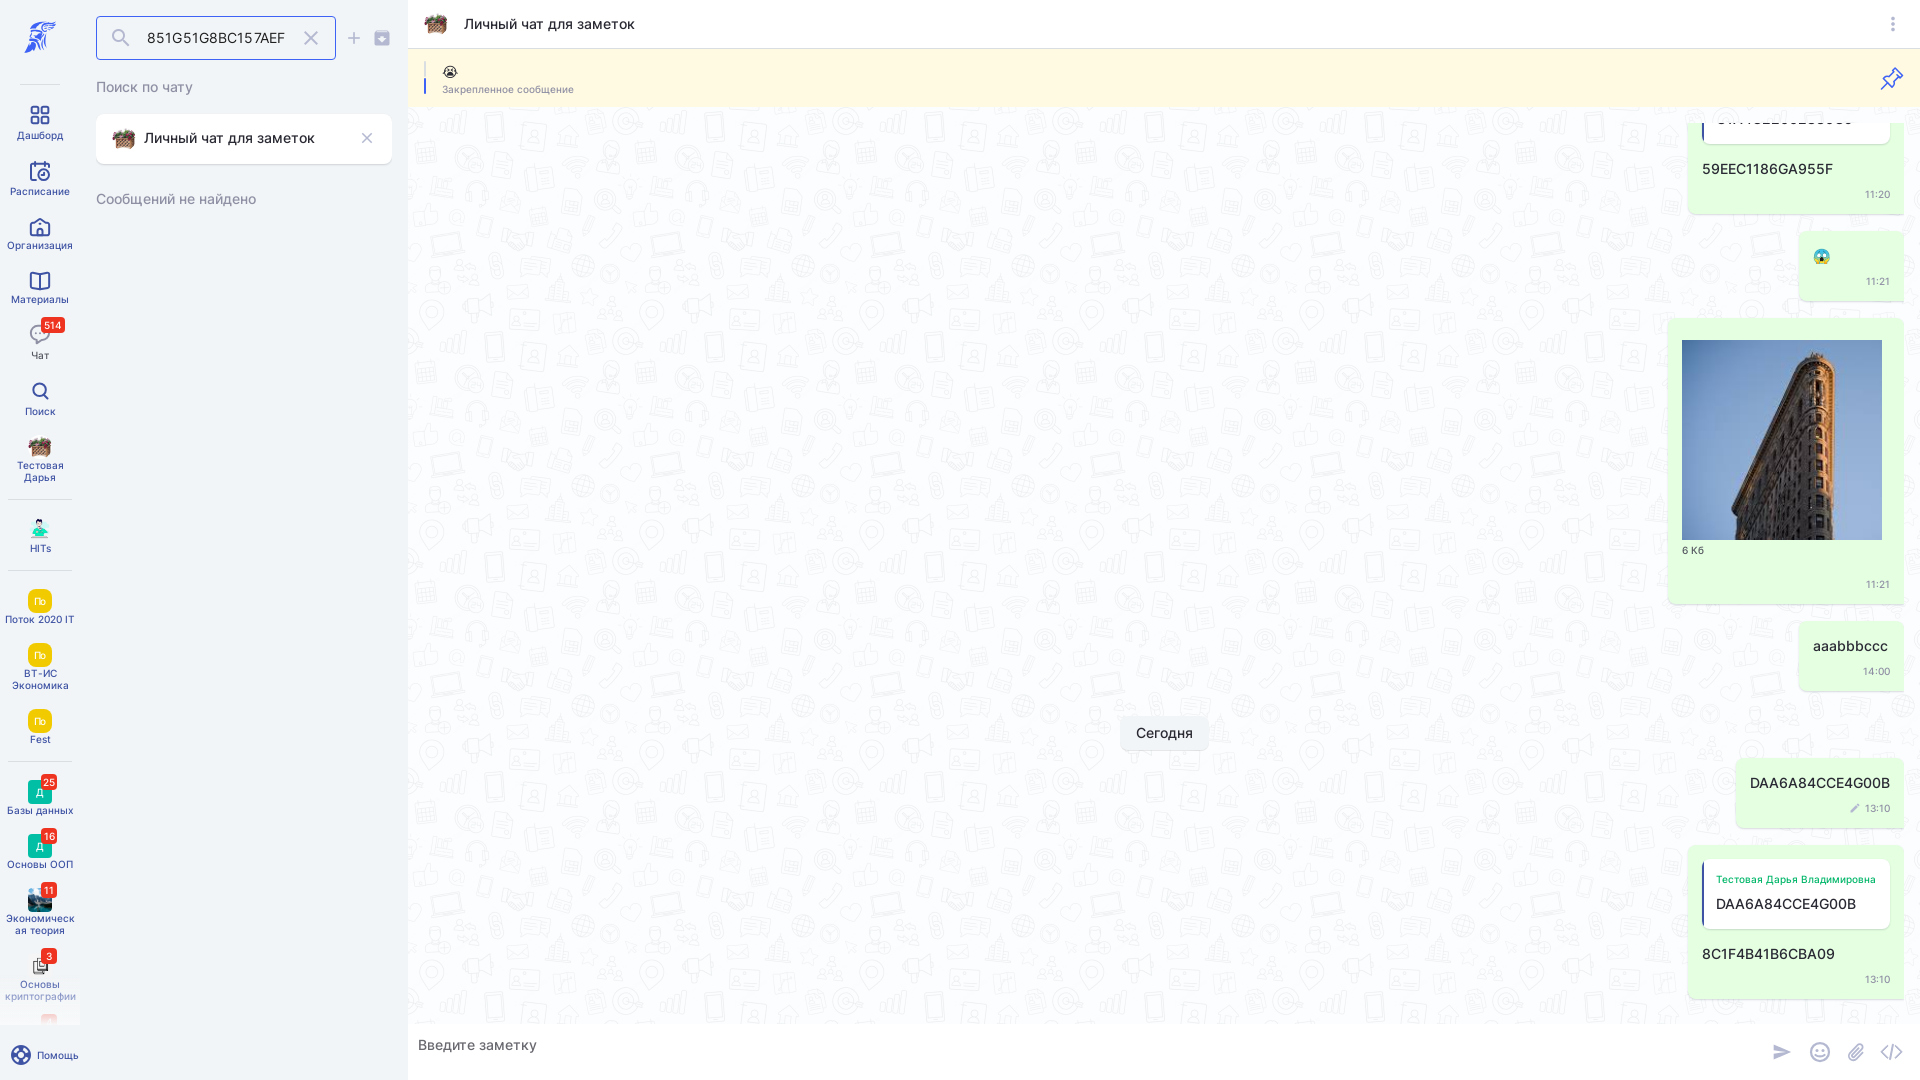 851G51G8BC157AEF
Поиск по чату
Личный чат для заметок
Сообщений не найдено
Дашборд
Расписание
Организация
Материалы
514
Чат
Поиск
Тестовая
Дарья
HITs
По
Поток 2020 IT
По
ВТ-ИС
Экономика
По
Fest
25
Д
Базы данных
16
Д
Основы ООП
11
Экономическ
ая теория
3
Основы
криптографии
Помощь
Личный чат для заметок
😭
Закрепленное сообщение
59EEC1186GA955F
11:20
😱
11:21
6 Кб
11:21
aaabbbccc
14:00
Сегодня
DAA6A84CCE4G00B
13:10
Тестовая Дарья Владимировна
DAA6A84CCE4G00B
8C1F4B41B6CBA09
13:10
Введите заметку